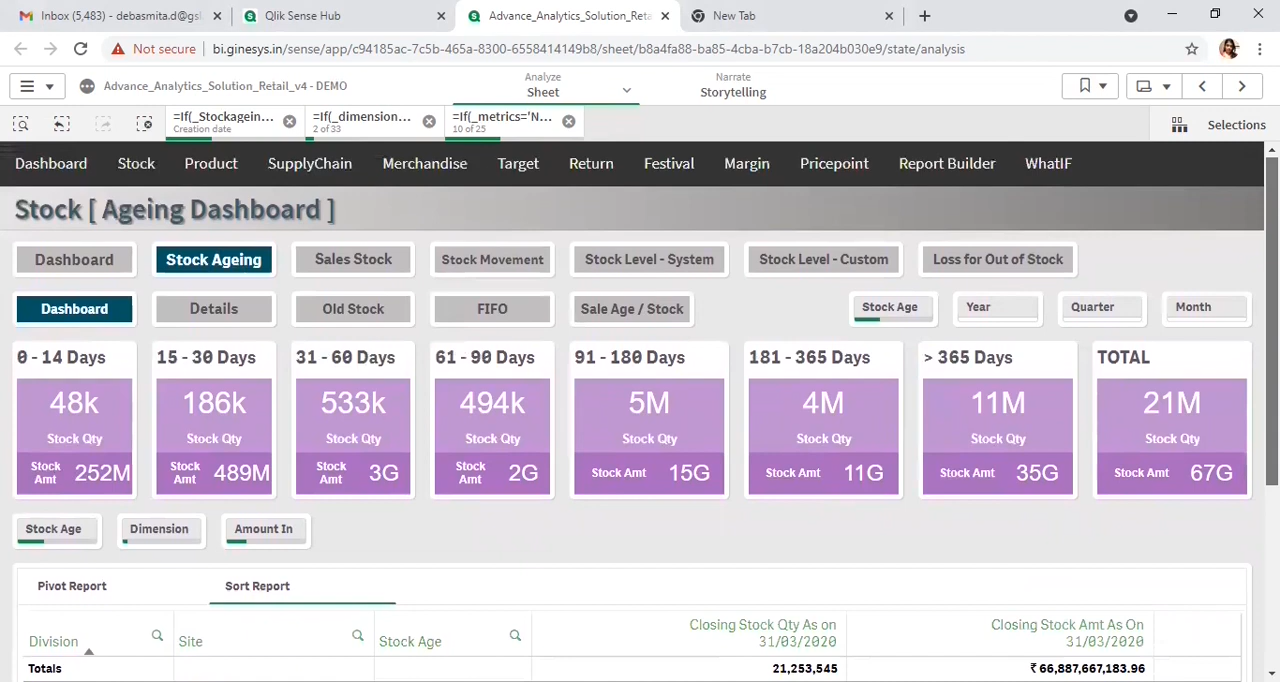 Inbox (5,483) - debasmita.d@gsl
Qlik Sense Hub
Advance_Analytics_Solution_Reta
New Tab
Not secure
bi.ginesys.in/sense/app/c94185ac-7c5b-465a-8300-6584414149b8/sheet/b8a4fa88-ba85-4cba-b7cb-18a204b030e9/state/analysis
Advance_Analytics_Solution_Retail_v4 - DEMO
Analyze
Sheet
Narrate
Storytelling
=If(_Stockagein...
Creation date
=If(_dimension...
2 of 33
=If(_metrics='N...
10 of 25
Selections
Dashboard Stock Product SupplyChain Merchandise Target Return Festival Margin Pricepoint Report Builder WhatIF
Stock [ Ageing Dashboard ]
Dashboard Stock Ageing Sales Stock Stock Movement Stock Level - System Stock Level - Custom Loss for Out of Stock
Dashboard Details Old Stock FIFO Sale Age / Stock Stock Age Year Quarter Month
0 - 14 Days 15 - 30 Days 31 - 60 Days 61 - 90 Days 91 - 180 Days 181 - 365 Days > 365 Days TOTAL
48k 186k 533k 494k 5M 4M 11M 21M
Stock Qty Stock Qty Stock Qty Stock Qty Stock Qty Stock Qty Stock Qty Stock Qty
Stock Amt 252M Stock Amt 489M Stock Amt 3G Stock Amt 2G Stock Amt 15G Stock Amt 11G Stock Amt 35G Stock Amt 67G
Stock Age Dimension Amount In
Pivot Report Sort Report
Division Site Stock Age
Closing Stock Qty As on
31/03/2020
Closing Stock Amt As On
31/03/2020
Totals 21,253,545 ₹ 66,887,667,183.96